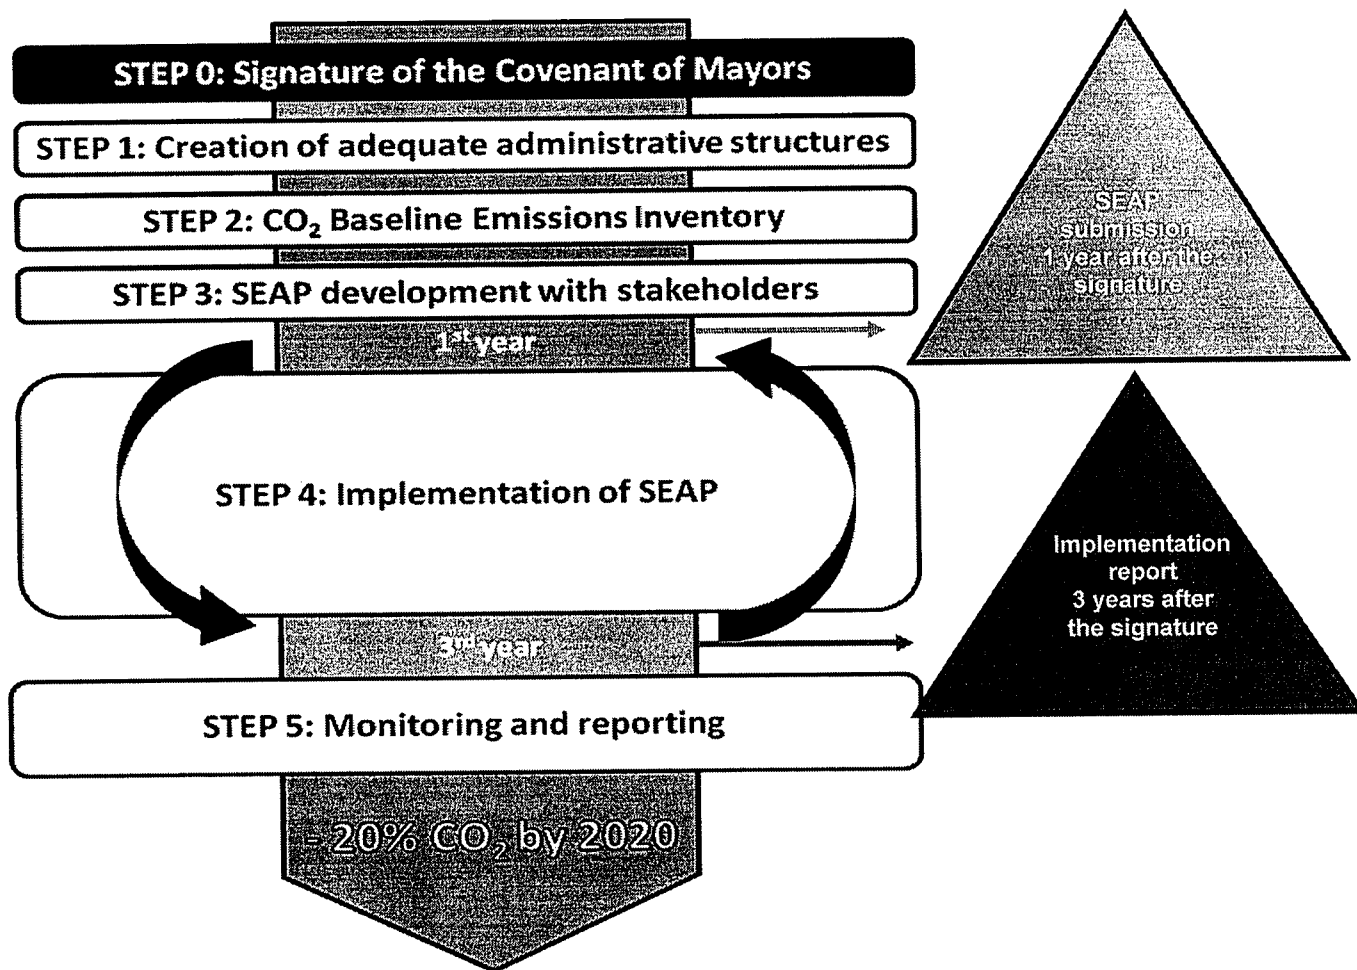 STEP 0: Signature of the Covenant of Mayors
STEP 1: Creation of adequate administrative structures
STEP 2: CO₂ Baseline Emissions Inventory
STEP 3: SEAP development with stakeholders
1st year
SEAP
submission
1 year after the
signature
STEP 4: Implementation of SEAP
Implementation
report
3 years after
the signature
3rd year
STEP 5: Monitoring and reporting
- 20% CO₂ by 2020